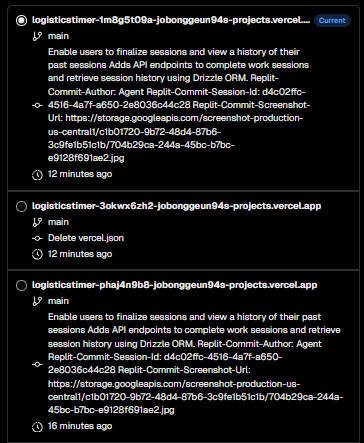 logisticstimer-1m8g5t09a-jobonggeun94s-projects.vercel.... Current
main
Enable users to finalize sessions and view a history of their
past sessions Adds API endpoints to complete work sessions
and retrieve session history using Drizzle ORM. Replit-
Commit-Author: Agent Replit-Commit-Session-Id: d4c02ffc-
4516-4a7f-a650-2e8036c44c28 Replit-Commit-Screenshot-
Url: https://storage.googleapis.com/screenshot-production-
us-central1/c1b01720-9b72-48d4-87b6-
3c9fe1b51c1b/704b29ca-244a-45bc-b7bc-
e9128f691ae2.jpg
12 minutes ago
logisticstimer-3okwx6zh2-jobonggeun94s-projects.vercel.app
main
Delete vercel.json
12 minutes ago
logisticstimer-phaj4n9b8-jobonggeun94s-projects.vercel.app
main
Enable users to finalize sessions and view a history of their past
sessions Adds API endpoints to complete work sessions and retrieve
session history using Drizzle ORM. Replit-Commit-Author: Agent
Replit-Commit-Session-Id: d4c02ffc-4516-4a7f-a650-
2e8036c44c28 Replit-Commit-Screenshot-Url:
https://storage.googleapis.com/screenshot-production-us-
central1/c1b01720-9b72-48d4-87b6-3c9fe1b51c1b/704b29ca-244a-
45bc-b7bc-e9128f691ae2.jpg
16 minutes ago